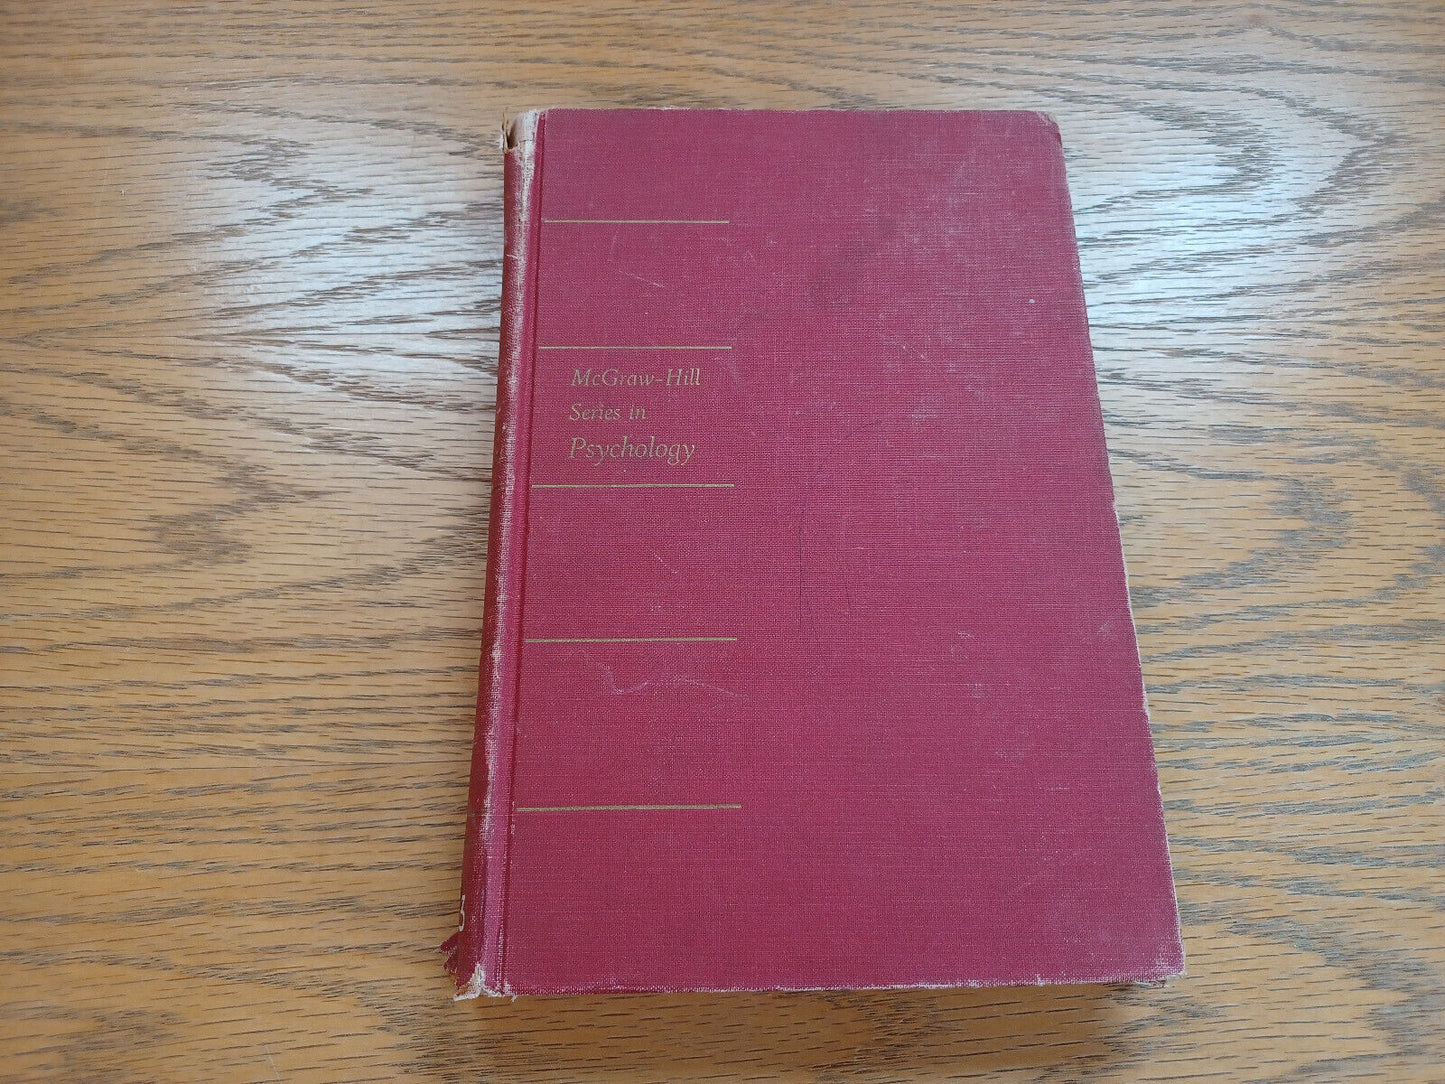 McGraw-Hill
Series in
Psychology